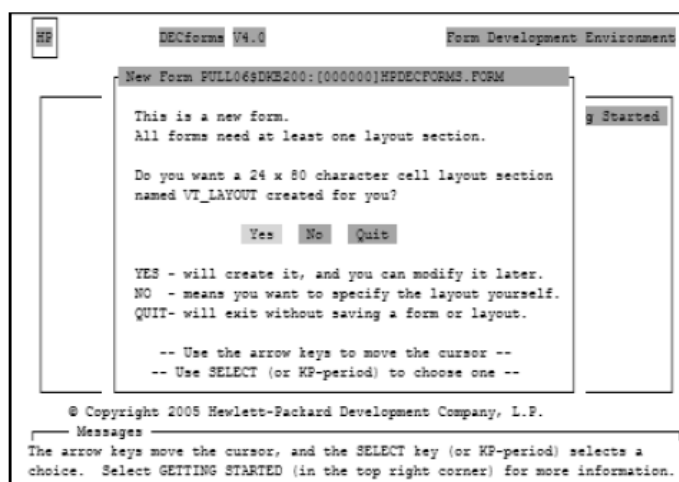 HP DECforms V4.0 Form Development Environment
New Form PULL06$DKB200:[000000]HPDECFORMS.FORM
g Started
This is a new form.
All forms need at least one layout section.
Do you want a 24 x 80 character cell layout section
named VT_LAYOUT created for you?
Yes No Quit
YES - will create it, and you can modify it later.
NO - means you want to specify the layout yourself.
QUIT- will exit without saving a form or layout.
-- Use the arrow keys to move the cursor --
-- Use SELECT (or KP-period) to choose one --
© Copyright 2005 Hewlett-Packard Development Company, L.P.
Messages
The arrow keys move the cursor, and the SELECT key (or KP-period) selects a
choice. Select GETTING STARTED (in the top right corner) for more information.